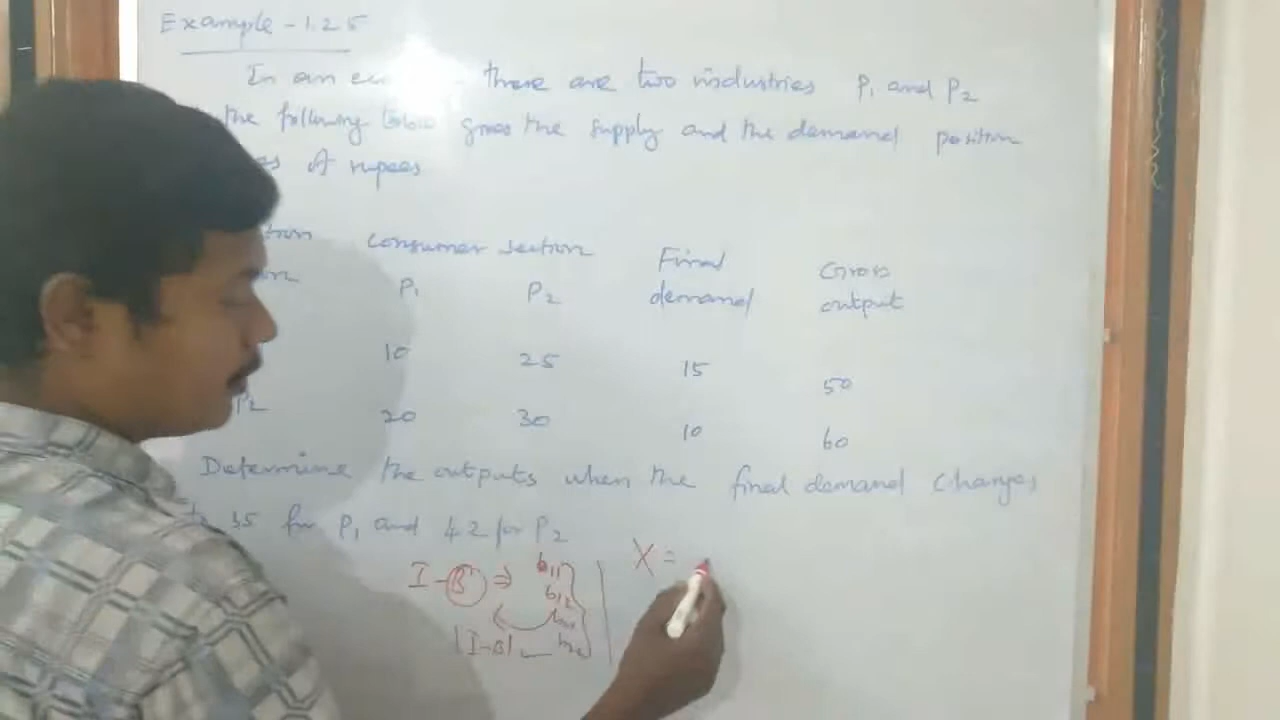 Example - 1.25
In an there are two industries P1 and P2
the following gives the supply and the demand position
of rupees
consumer section Final demand Gross output
P1 P2
10 25 15 50
P2 20 30 10 60
Determine the outputs when the final demand changes
35 for P1 and 42 for P2
I - B ⇒ b11
b12
|I-B|
X =